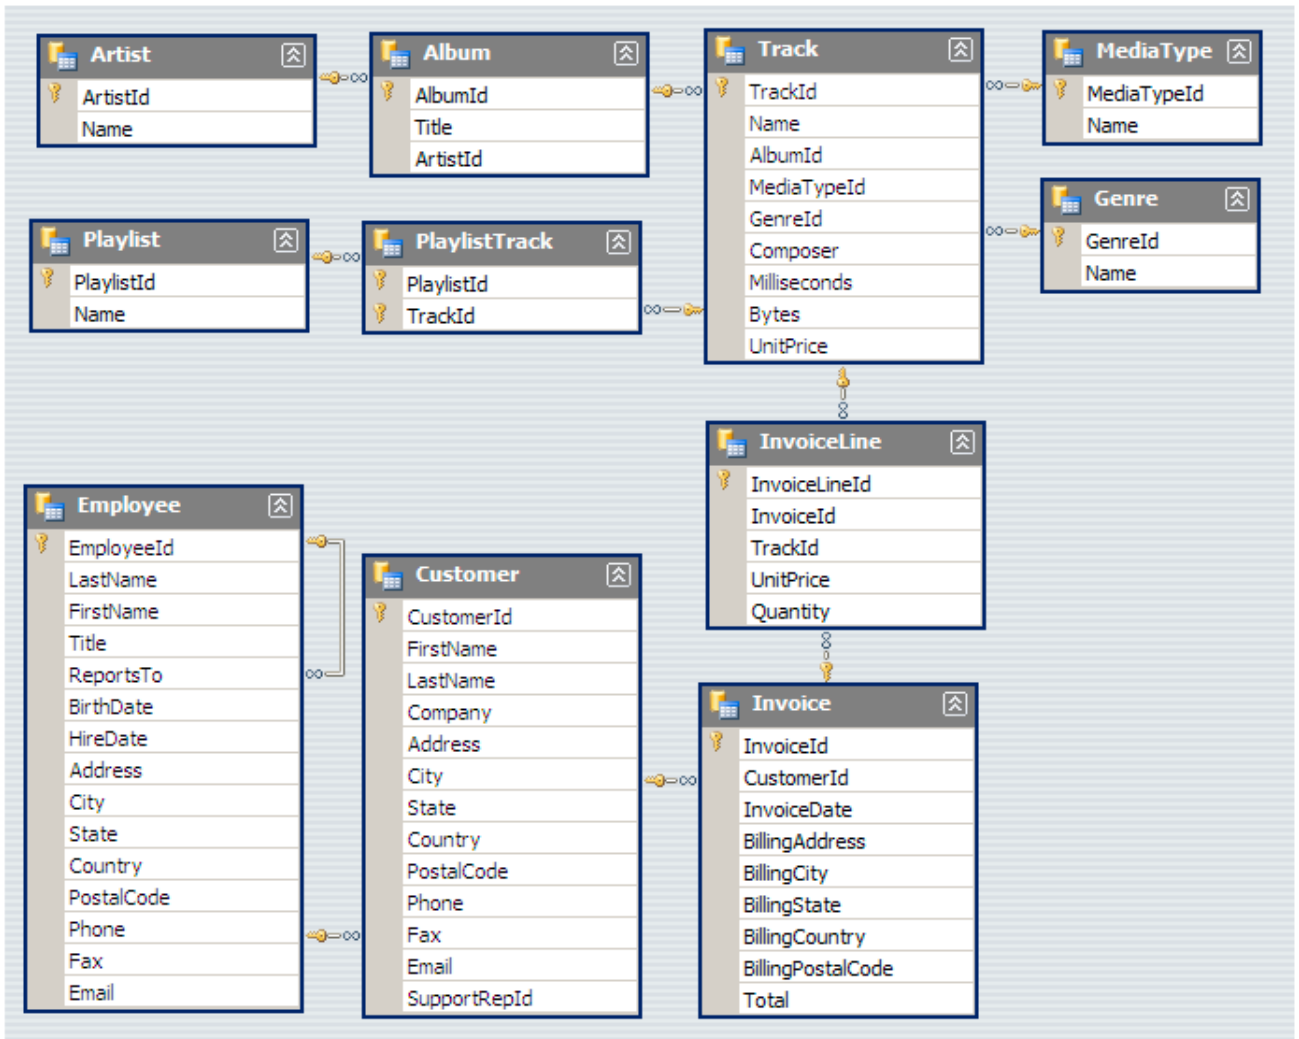 Artist
ArtistId
Name
Album
AlbumId
Title
ArtistId
Track
TrackId
Name
AlbumId
MediaTypeId
GenreId
Composer
Milliseconds
Bytes
UnitPrice
MediaType
MediaTypeId
Name
Genre
GenreId
Name
Playlist
PlaylistId
Name
PlaylistTrack
PlaylistId
TrackId
InvoiceLine
InvoiceLineId
InvoiceId
TrackId
UnitPrice
Quantity
Employee
EmployeeId
LastName
FirstName
Title
ReportsTo
BirthDate
HireDate
Address
City
State
Country
PostalCode
Phone
Fax
Email
Customer
CustomerId
FirstName
LastName
Company
Address
City
State
Country
PostalCode
Phone
Fax
Email
SupportRepId
Invoice
InvoiceId
CustomerId
InvoiceDate
BillingAddress
BillingCity
BillingState
BillingCountry
BillingPostalCode
Total